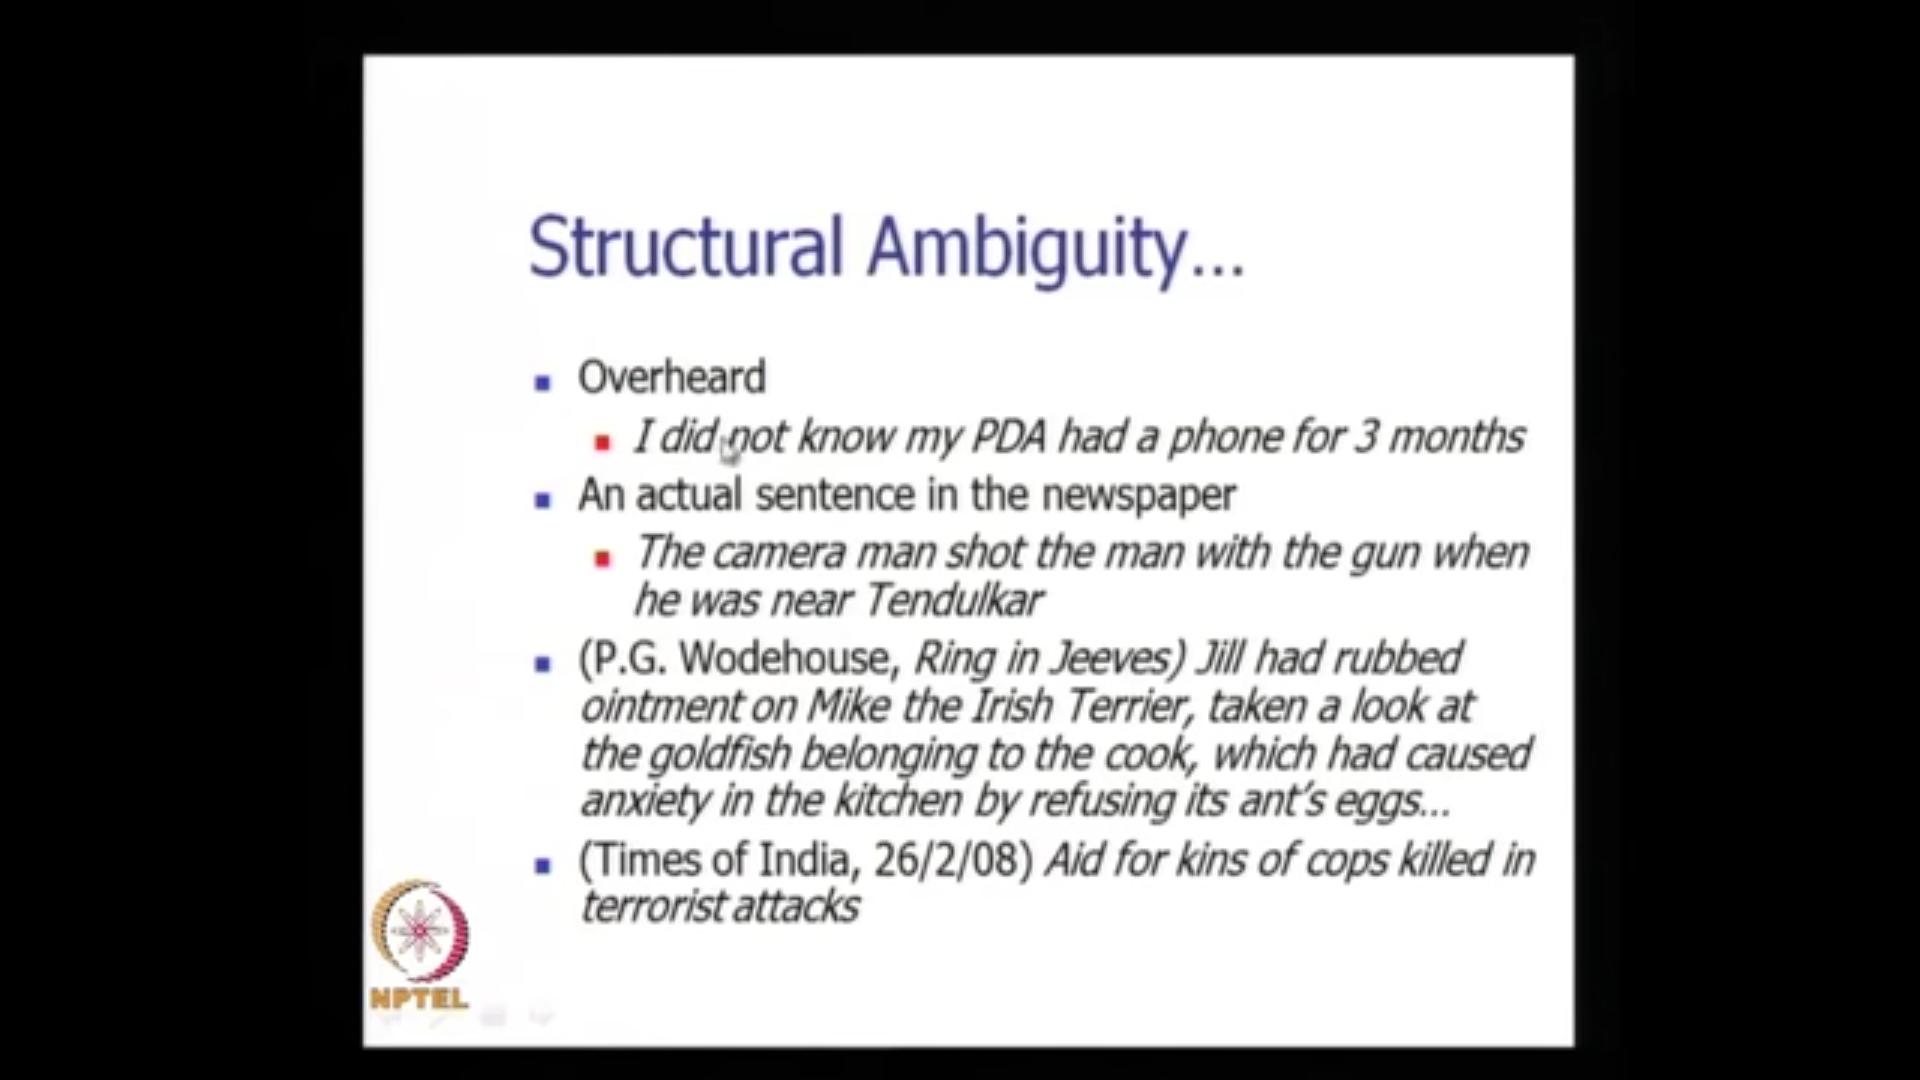 Structural Ambiguity...
Overheard
I did not know my PDA had a phone for 3 months
An actual sentence in the newspaper
The camera man shot the man with the gun when
he was near Tendulkar
(P.G. Wodehouse, Ring in Jeeves) Jill had rubbed
ointment on Mike the Irish Terrier, taken a look at
the goldfish belonging to the cook, which had caused
anxiety in the kitchen by refusing its ant's eggs...
(Times of India, 26/2/08) Aid for kins of cops killed in
terrorist attacks
NPTEL